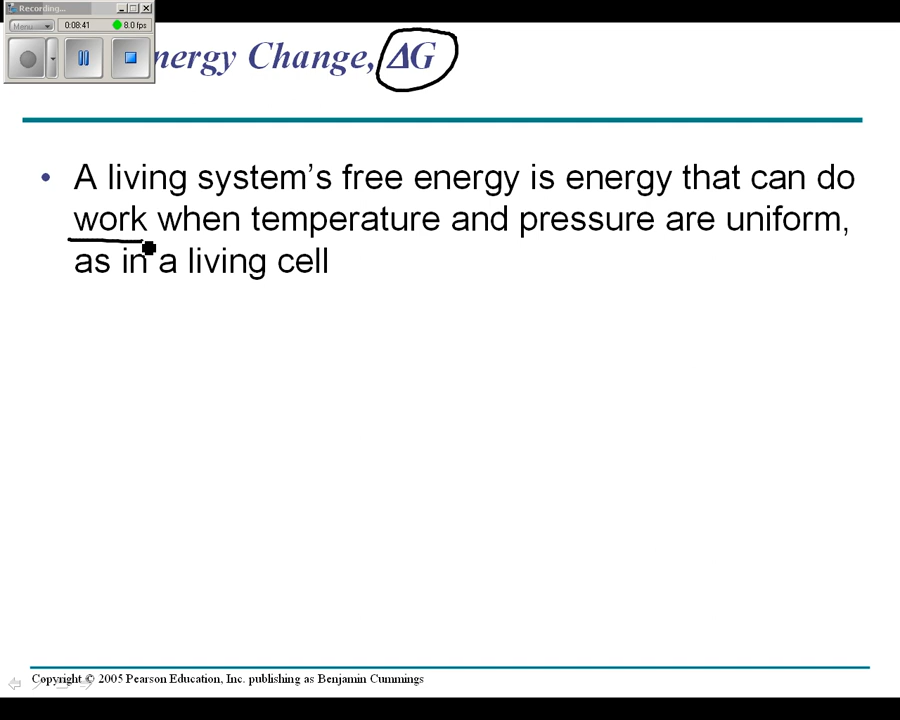 Recording...
Menu
0:08:41
8.0 fps
nergy Change, ΔG
• A living system’s free energy is energy that can do
work when temperature and pressure are uniform,
as in a living cell
Copyright © 2005 Pearson Education, Inc. publishing as Benjamin Cummings